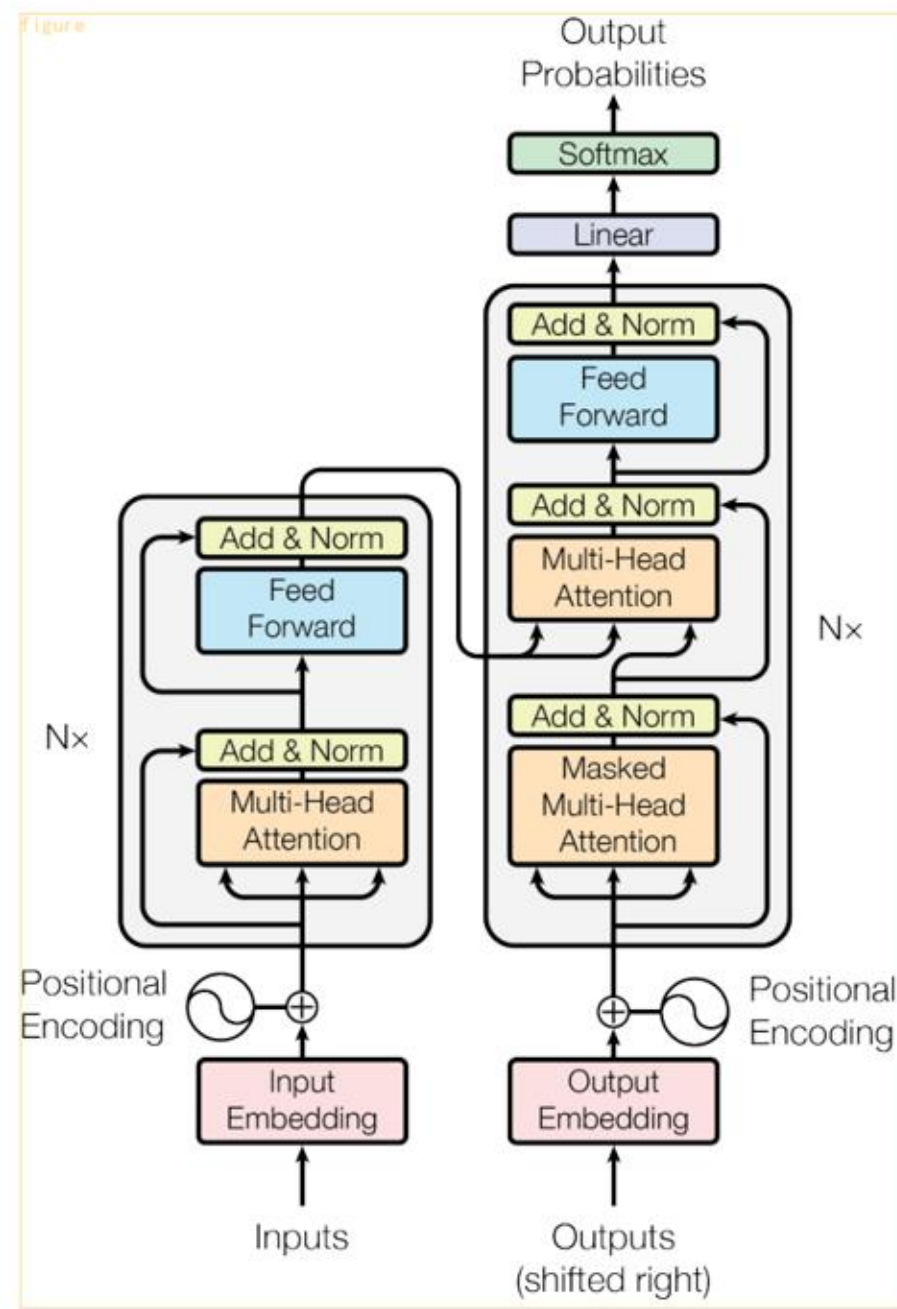 figure
Output
Probabilities
Softmax
Linear
Add & Norm
Feed
Forward
Add & Norm
Multi-Head
Attention
Nx
Add & Norm
Masked
Multi-Head
Attention
Add & Norm
Feed
Forward
Nx
Add & Norm
Multi-Head
Attention
Positional
Encoding
Positional
Encoding
Input
Embedding
Output
Embedding
Inputs
Outputs
(shifted right)